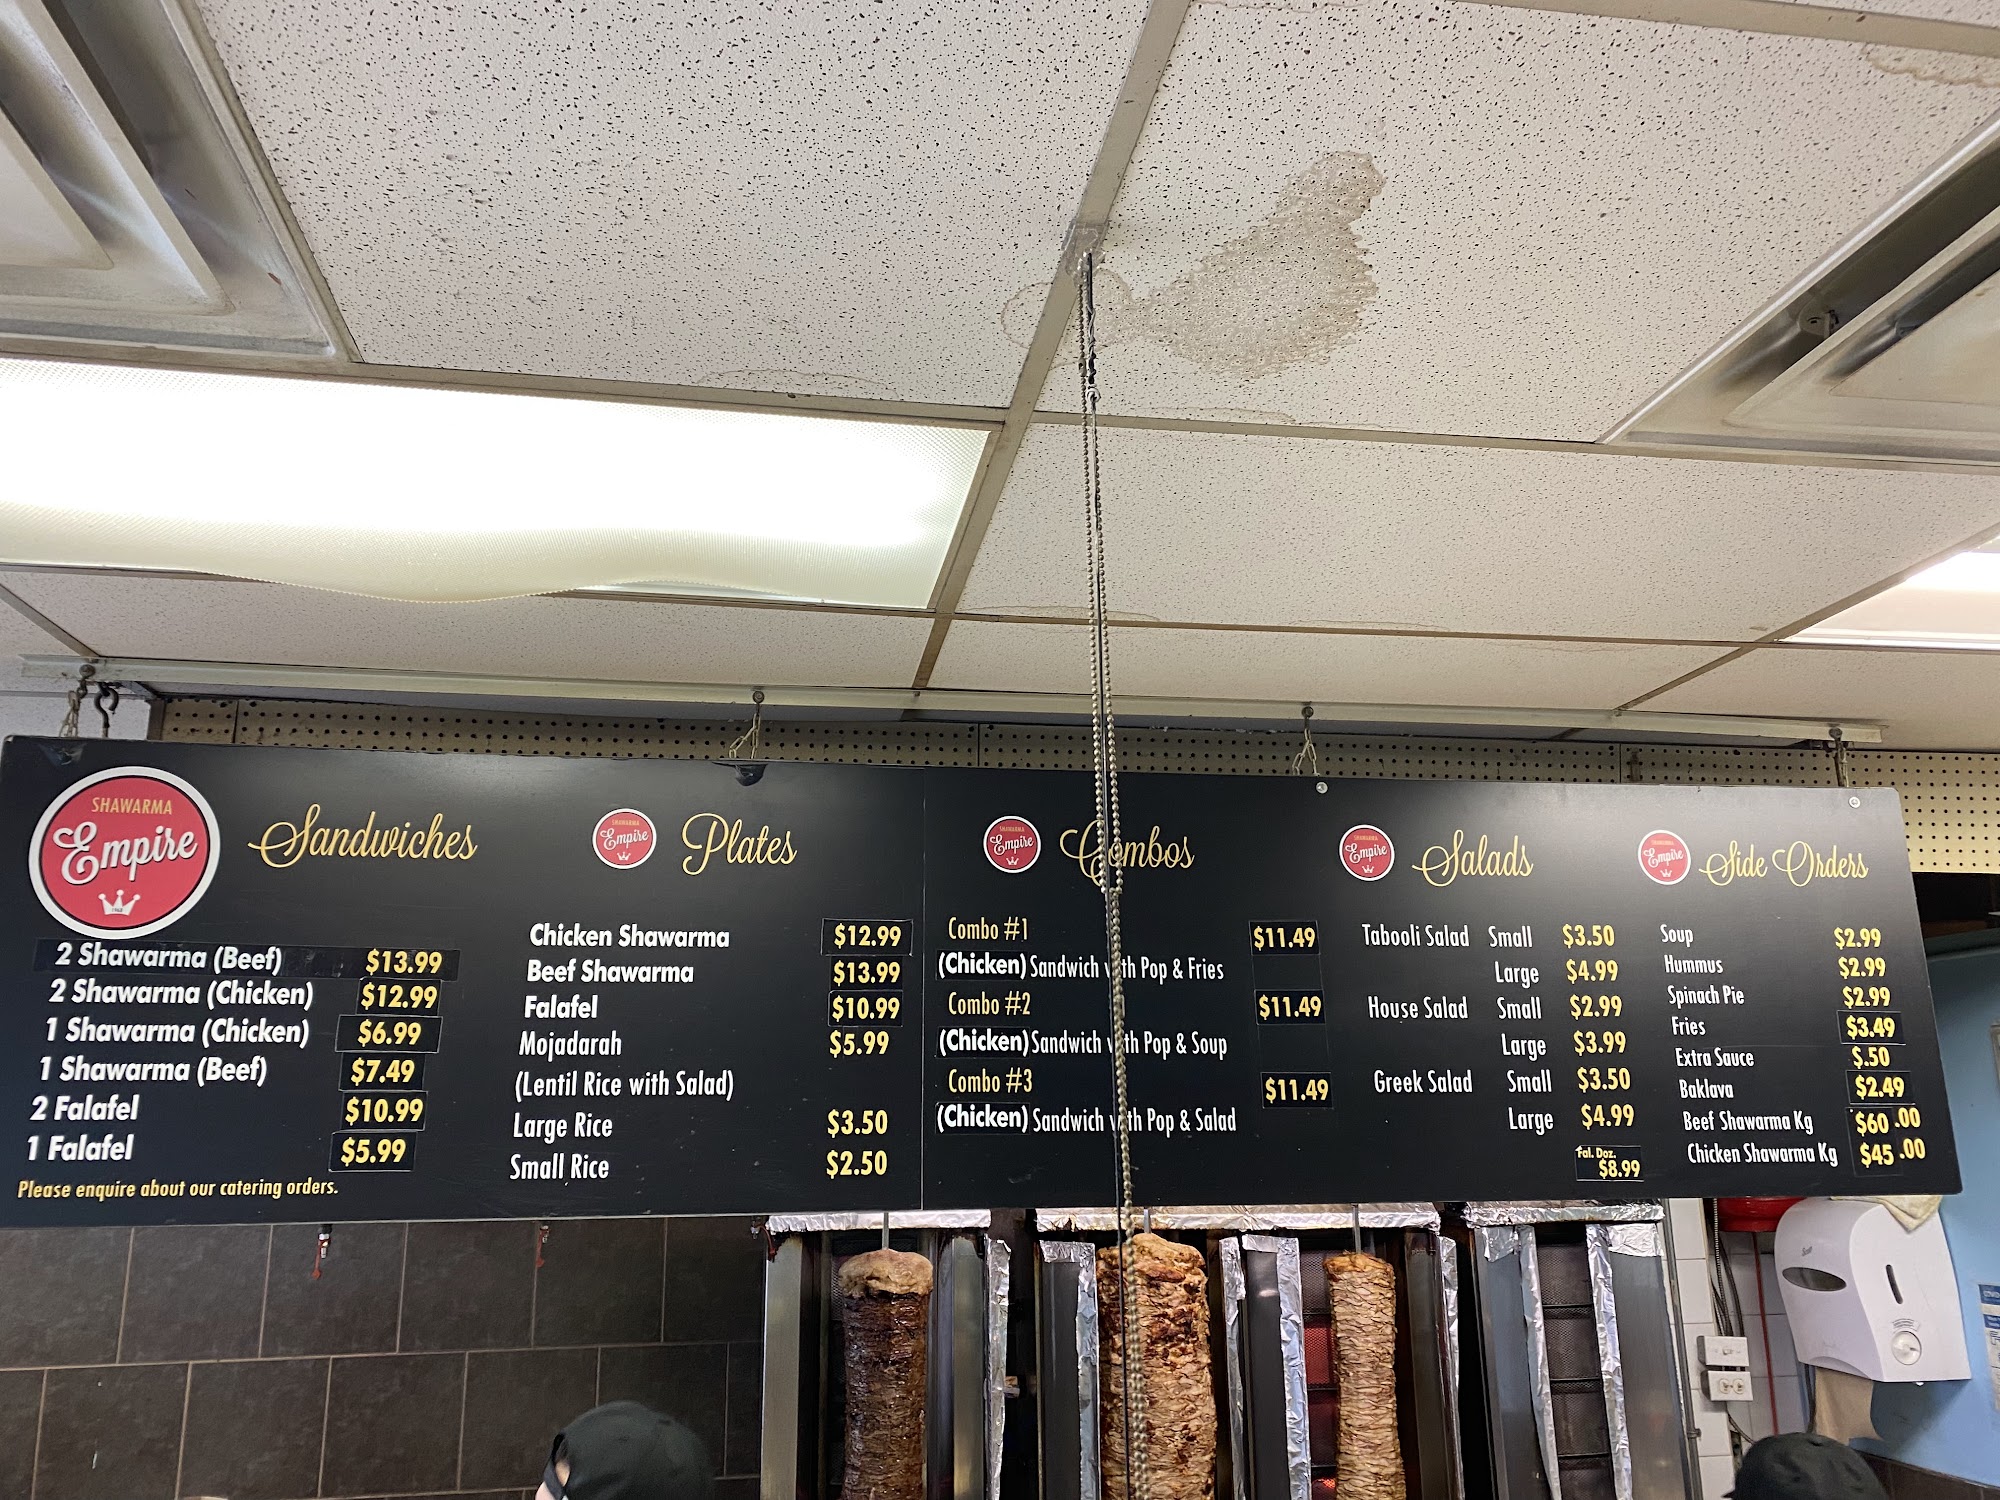 SHAWARMA
Empire
1968
Sandwiches
2 Shawarma (Beef) $13.99
2 Shawarma (Chicken) $12.99
1 Shawarma (Chicken) $6.99
1 Shawarma (Beef) $7.49
2 Falafel $10.99
1 Falafel $5.99
Please enquire about our catering orders.
SHAWARMA
Empire
Plates
Chicken Shawarma $12.99
Beef Shawarma $13.99
Falafel $10.99
Mojadarah $5.99
(Lentil Rice with Salad)
Large Rice $3.50
Small Rice $2.50
SHAWARMA
Empire
Combos
Combo #1 $11.49
(Chicken) Sandwich with Pop & Fries
Combo #2 $11.49
(Chicken) Sandwich with Pop & Soup
Combo #3 $11.49
(Chicken) Sandwich with Pop & Salad
SHAWARMA
Empire
Salads
Tabooli Salad Small $3.50
Large $4.99
House Salad Small $2.99
Large $3.99
Greek Salad Small $3.50
Large $4.99
Fal. Doz.
$8.99
SHAWARMA
Empire
Side Orders
Soup $2.99
Hummus $2.99
Spinach Pie $2.99
Fries $3.49
Extra Sauce $.50
Baklava $2.49
Beef Shawarma Kg $60.00
Chicken Shawarma Kg $45.00